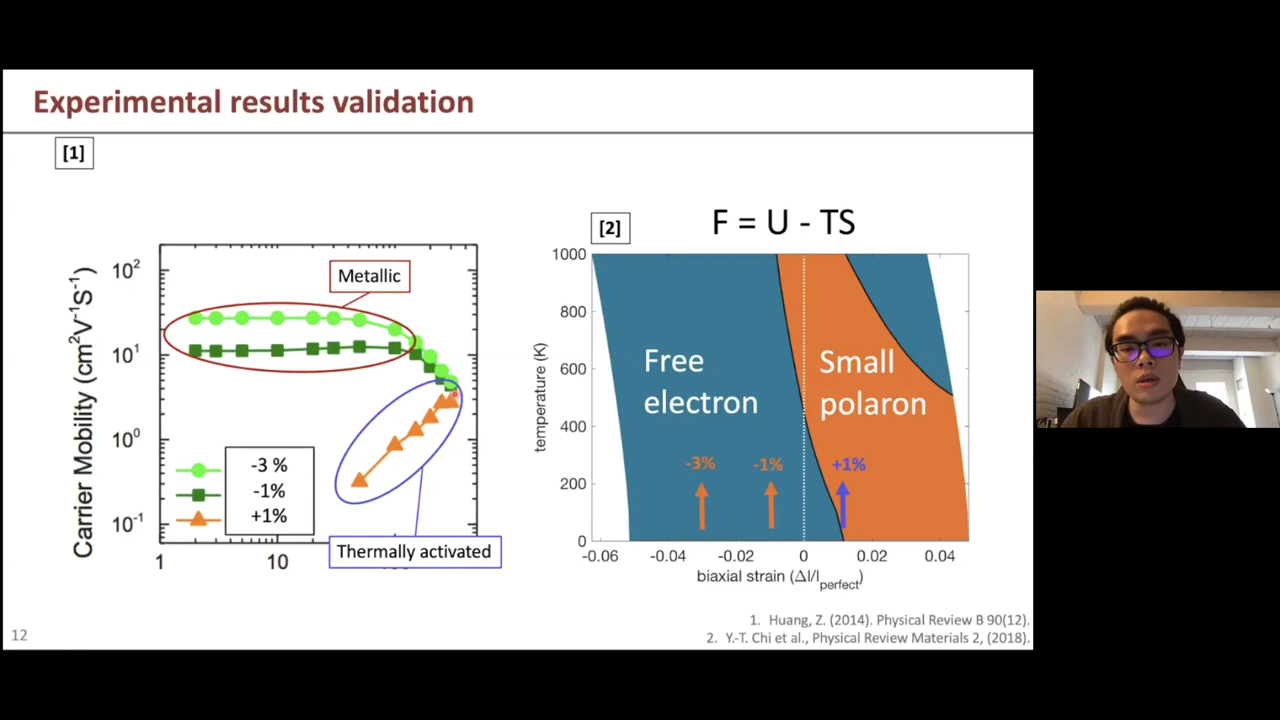 Experimental results validation
[1]
Carrier Mobility (cm²V⁻¹S⁻¹)
10²
10¹
10⁰
10⁻¹
1
10
Metallic
-3 %
-1%
+1%
Thermally activated
[2]
F = U - TS
temperature (K)
1000
800
600
400
200
0
Free
electron
Small
polaron
-3%
-1%
+1%
-0.06
-0.04
-0.02
0
0.02
0.04
biaxial strain (Δl/lperfect)
1. Huang, Z. (2014). Physical Review B 90(12).
2. Y.-T. Chi et al., Physical Review Materials 2, (2018).
12